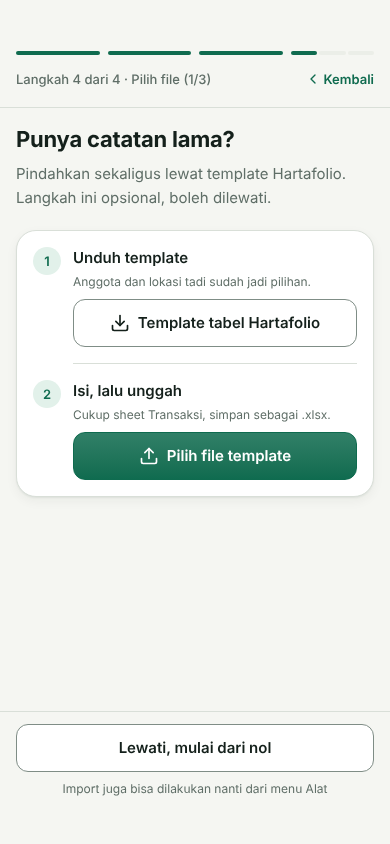 Langkah 4 dari 4 · Pilih file (1/3)
Kembali
Punya catatan lama?
Pindahkan sekaligus lewat template Hartafolio.
Langkah ini opsional, boleh dilewati.
1
Unduh template
Anggota dan lokasi tadi sudah jadi pilihan.
Template tabel Hartafolio
2
Isi, lalu unggah
Cukup sheet Transaksi, simpan sebagai .xlsx.
Pilih file template
Lewati, mulai dari nol
Import juga bisa dilakukan nanti dari menu Alat